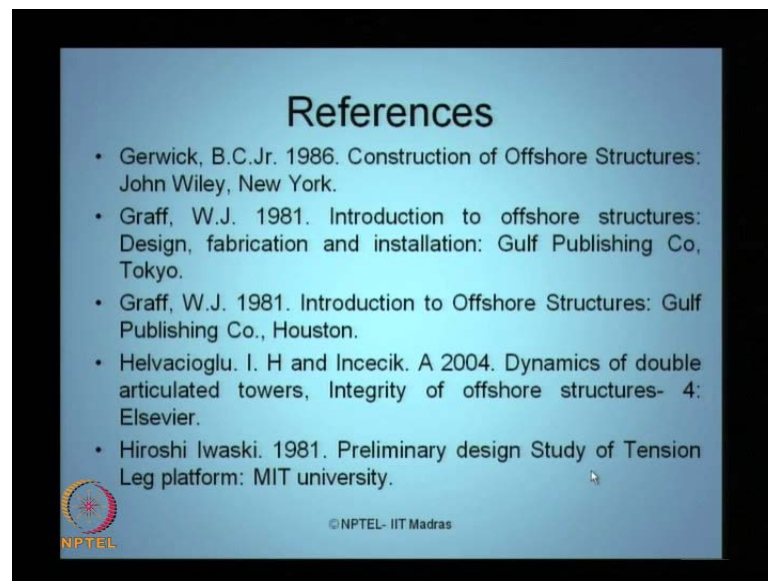 References
• Gerwick, B.C.Jr. 1986. Construction of Offshore Structures:
John Wiley, New York.
• Graff, W.J. 1981. Introduction to offshore structures:
Design, fabrication and installation: Gulf Publishing Co,
Tokyo.
• Graff, W.J. 1981. Introduction to Offshore Structures: Gulf
Publishing Co., Houston.
• Helvacioglu. I. H and Incecik. A 2004. Dynamics of double
articulated towers, Integrity of offshore structures- 4:
Elsevier.
• Hiroshi Iwaski. 1981. Preliminary design Study of Tension
Leg platform: MIT university.
NPTEL
©NPTEL- IIT Madras